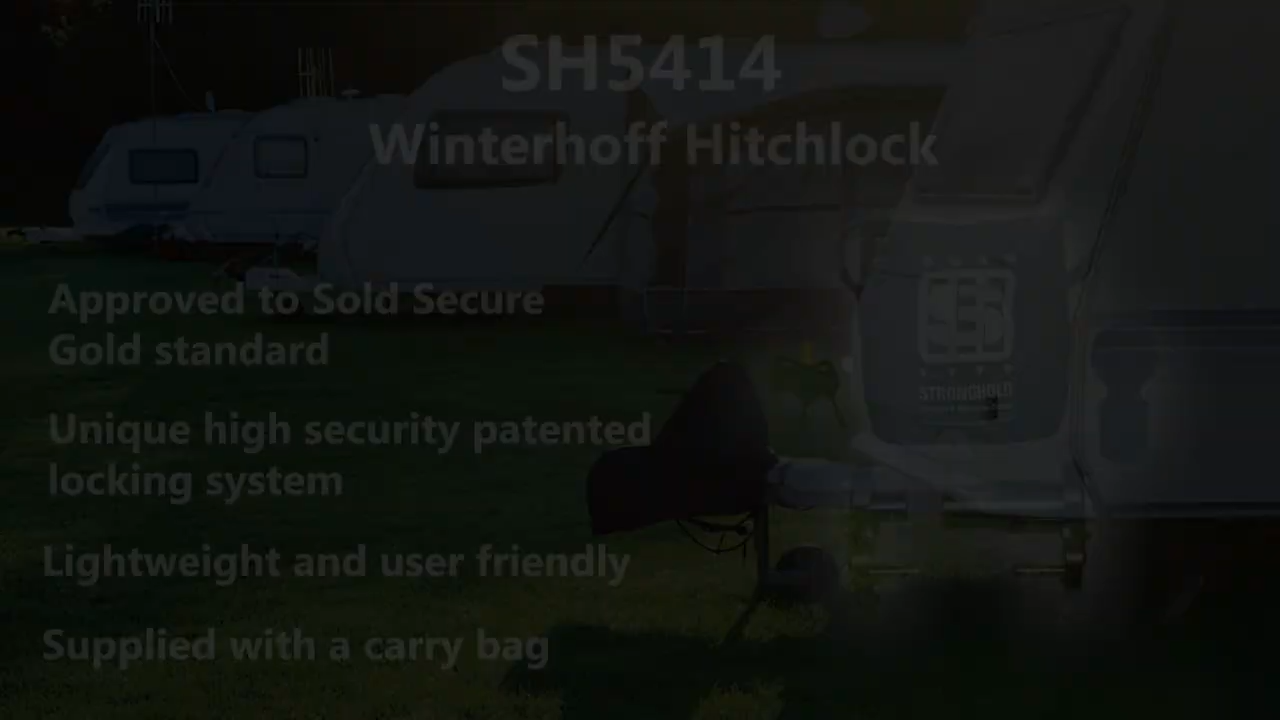 SH5414
Winterhoff Hitchlock
Approved to Sold Secure
Gold standard
Unique high security patented
locking system
Lightweight and user friendly
Supplied with a carry bag
STRONGHOLD